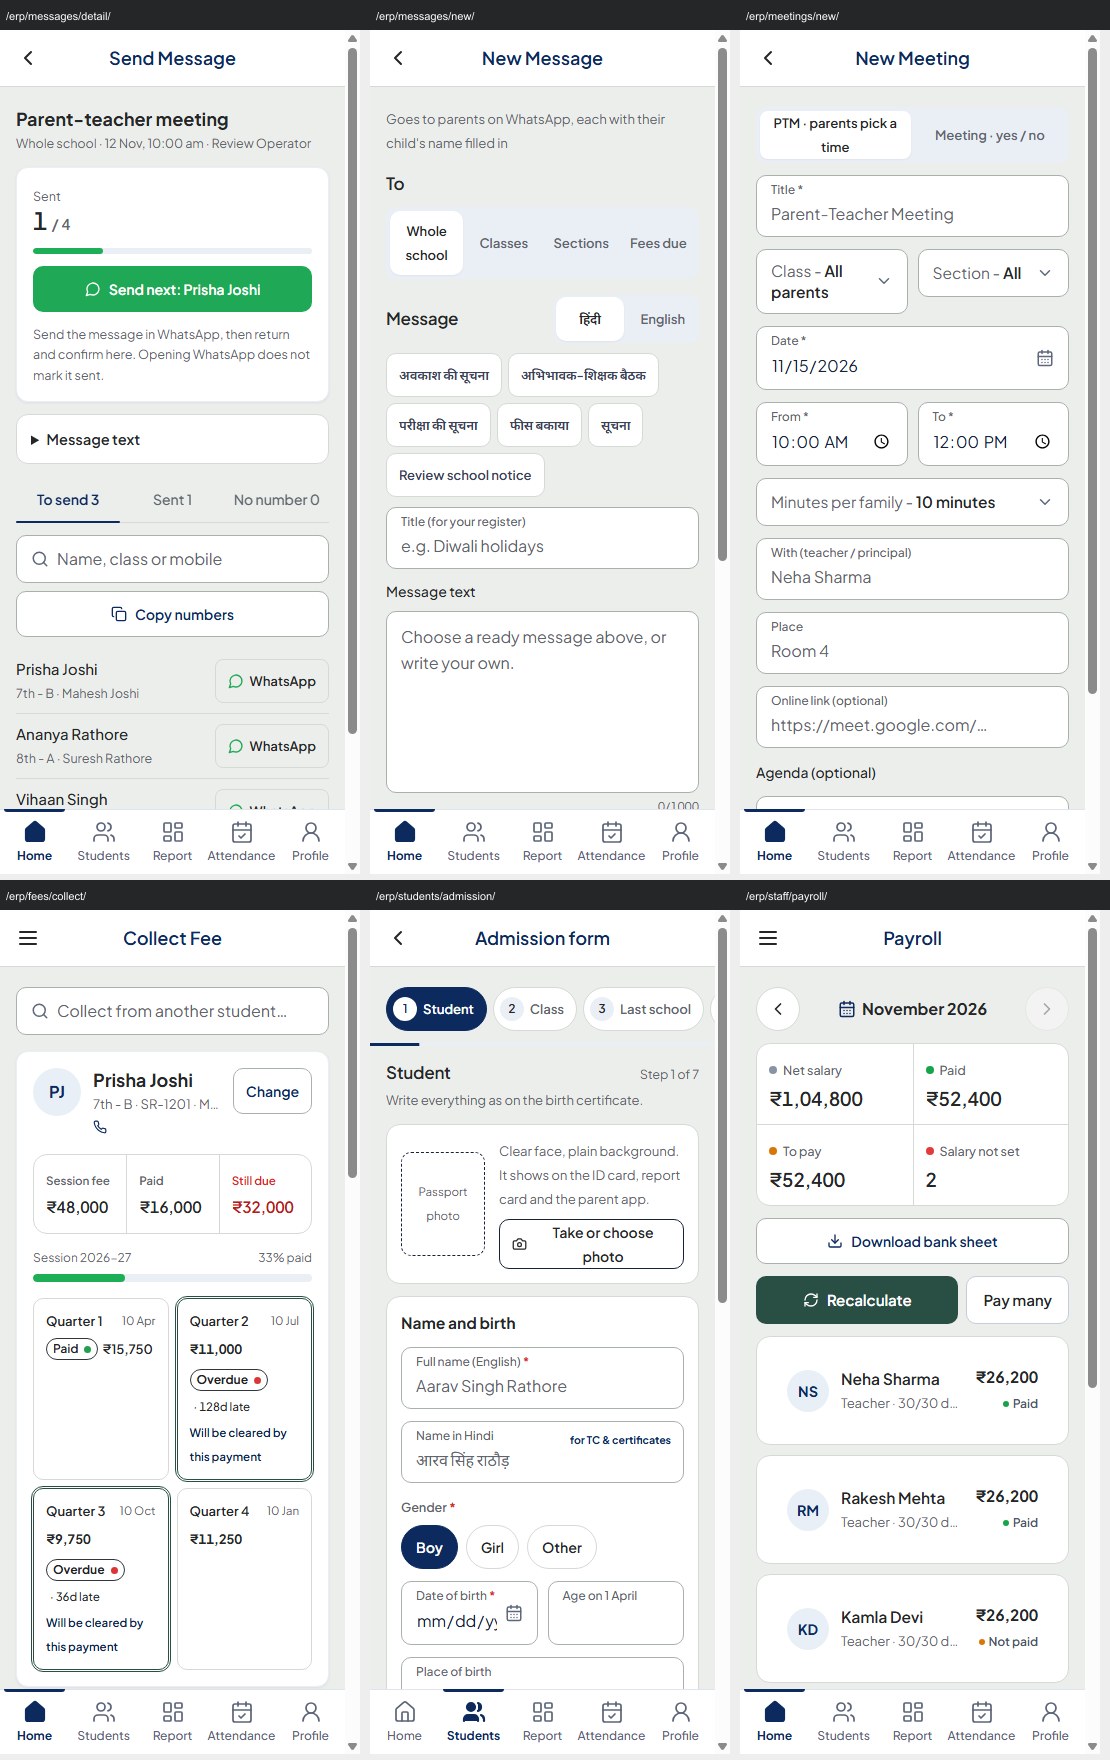 /erp/messages/detail/
Send Message
Parent-teacher meeting
Whole school · 12 Nov, 10:00 am · Review Operator
Sent
1 / 4
Send next: Prisha Joshi
Send the message in WhatsApp, then return
and confirm here. Opening WhatsApp does not
mark it sent.
Message text
To send 3
Sent 1
No number 0
Name, class or mobile
Copy numbers
Prisha Joshi
7th - B · Mahesh Joshi
WhatsApp
Ananya Rathore
8th - A · Suresh Rathore
WhatsApp
Vihaan Singh
WhatsApp
Home
Students
Report
Attendance
Profile
/erp/messages/new/
New Message
Goes to parents on WhatsApp, each with their
child's name filled in
To
Whole
school
Classes
Sections
Fees due
Message
हिंदी
English
अवकाश की सूचना
अभिभावक-शिक्षक बैठक
परीक्षा की सूचना
फीस बकाया
सूचना
Review school notice
Title (for your register)
e.g. Diwali holidays
Message text
Choose a ready message above, or
write your own.
0/1000
Home
Students
Report
Attendance
Profile
/erp/meetings/new/
New Meeting
PTM · parents pick a
time
Meeting · yes / no
Title *
Parent-Teacher Meeting
Class - All
parents
Section - All
Date *
11/15/2026
From *
10:00 AM
To *
12:00 PM
Minutes per family - 10 minutes
With (teacher / principal)
Neha Sharma
Place
Room 4
Online link (optional)
https://meet.google.com/...
Agenda (optional)
Home
Students
Report
Attendance
Profile
/erp/fees/collect/
Collect Fee
Collect from another student...
PJ
Prisha Joshi
7th - B · SR-1201 · M...
Change
Session fee
₹48,000
Paid
₹16,000
Still due
₹32,000
Session 2026-27
33% paid
Quarter 1
10 Apr
Paid
₹15,750
Quarter 2
10 Jul
₹11,000
Overdue
· 128d late
Will be cleared by
this payment
Quarter 3
10 Oct
₹9,750
Overdue
· 36d late
Will be cleared by
this payment
Quarter 4
10 Jan
₹11,250
Home
Students
Report
Attendance
Profile
/erp/students/admission/
Admission form
1 Student
2 Class
3 Last school
Student
Step 1 of 7
Write everything as on the birth certificate.
Passport
photo
Clear face, plain background.
It shows on the ID card, report
card and the parent app.
Take or choose
photo
Name and birth
Full name (English) *
Aarav Singh Rathore
Name in Hindi
for TC & certificates
आरव सिंह राठौड़
Gender *
Boy
Girl
Other
Date of birth *
mm/dd/yy
Age on 1 April
Place of birth
Home
Students
Report
Attendance
Profile
/erp/staff/payroll/
Payroll
November 2026
Net salary
₹1,04,800
Paid
₹52,400
To pay
₹52,400
Salary not set
2
Download bank sheet
Recalculate
Pay many
NS
Neha Sharma
Teacher · 30/30 d...
₹26,200
Paid
RM
Rakesh Mehta
Teacher · 30/30 d...
₹26,200
Paid
KD
Kamla Devi
Teacher · 30/30 d...
₹26,200
Not paid
Home
Students
Report
Attendance
Profile